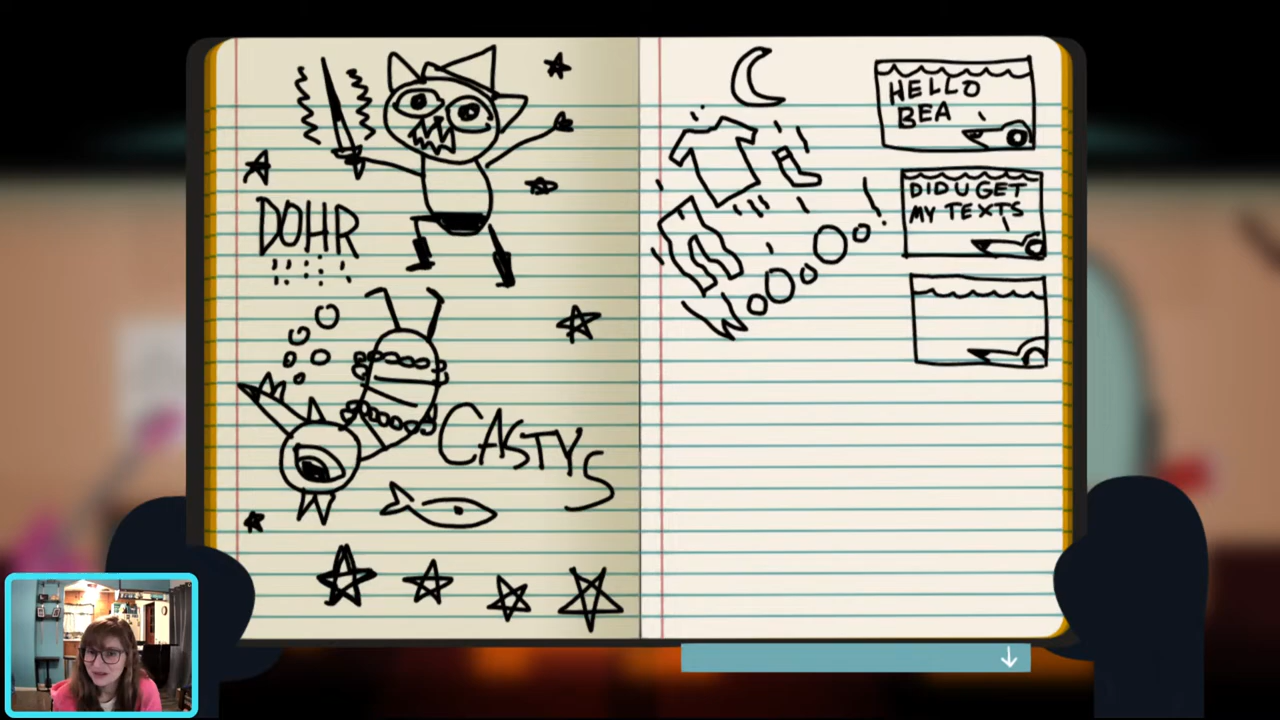 DOHR
CASTYS
HELLO
BEA
DID U GET
MY TEXTS